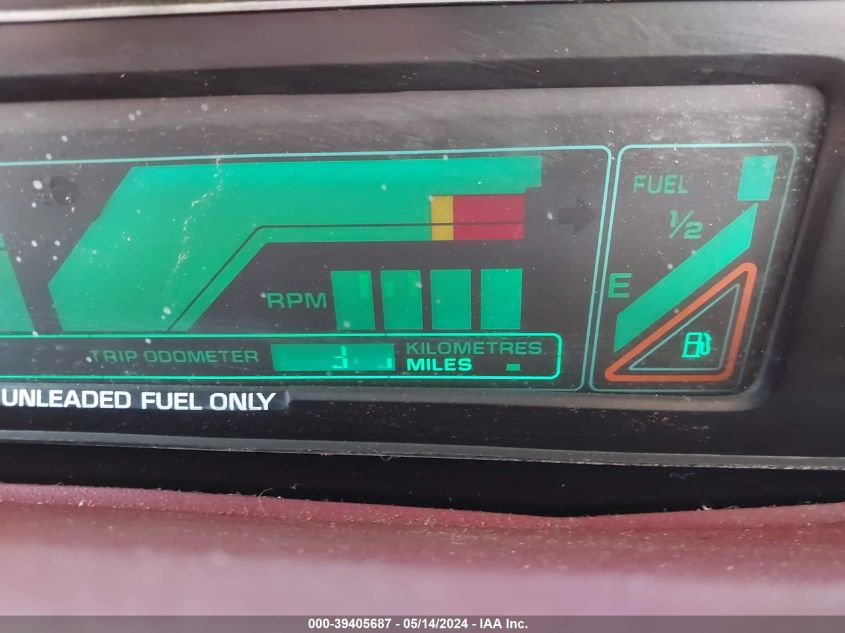 FUEL
1/2
E
RPM
TRIP ODOMETER
KILOMETRES
MILES
UNLEADED FUEL ONLY
000-39405687 - 05/14/2024 - IAA Inc.